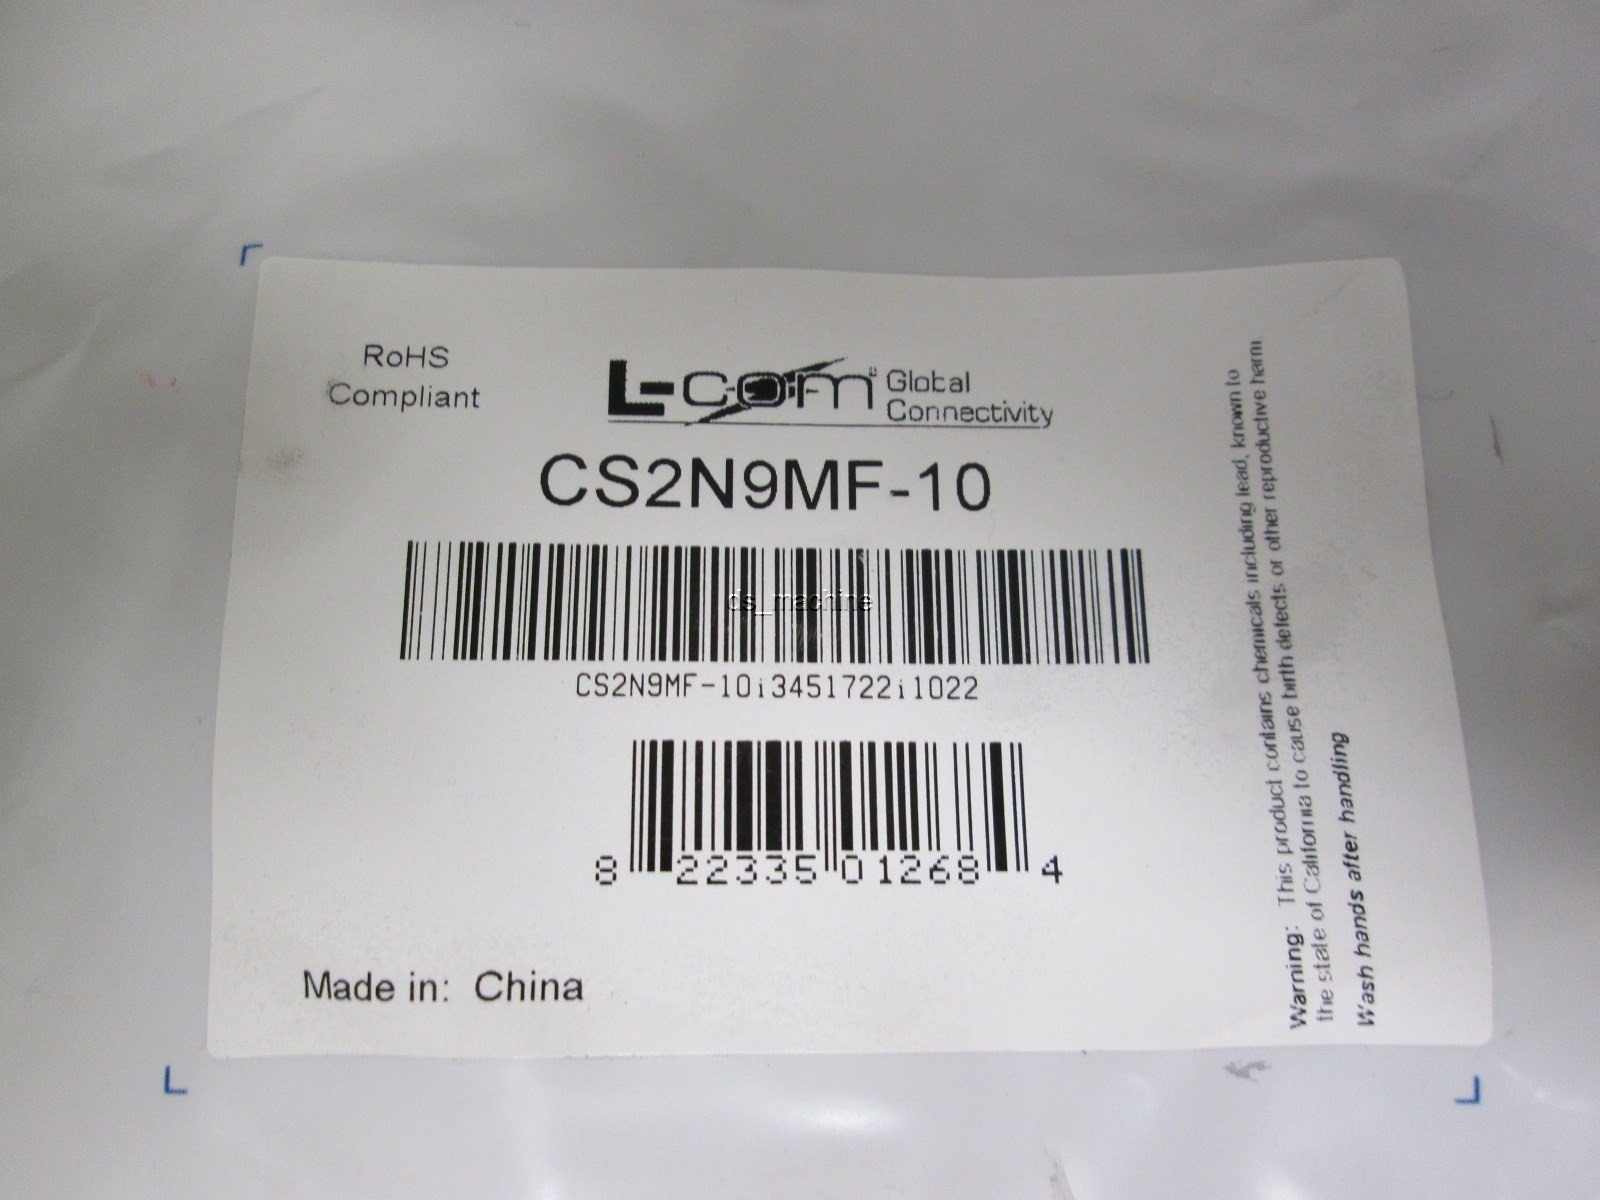 RoHS
Compliant
L-com Global
Connectivity
CS2N9MF-10
ds_machine
CS2N9MF-10i3451722i1022
8 22335 01268 4
Made in: China
Warning: This product contains chemicals including lead, known to
the state of California to cause birth defects or other reproductive harm
Wash hands after handling